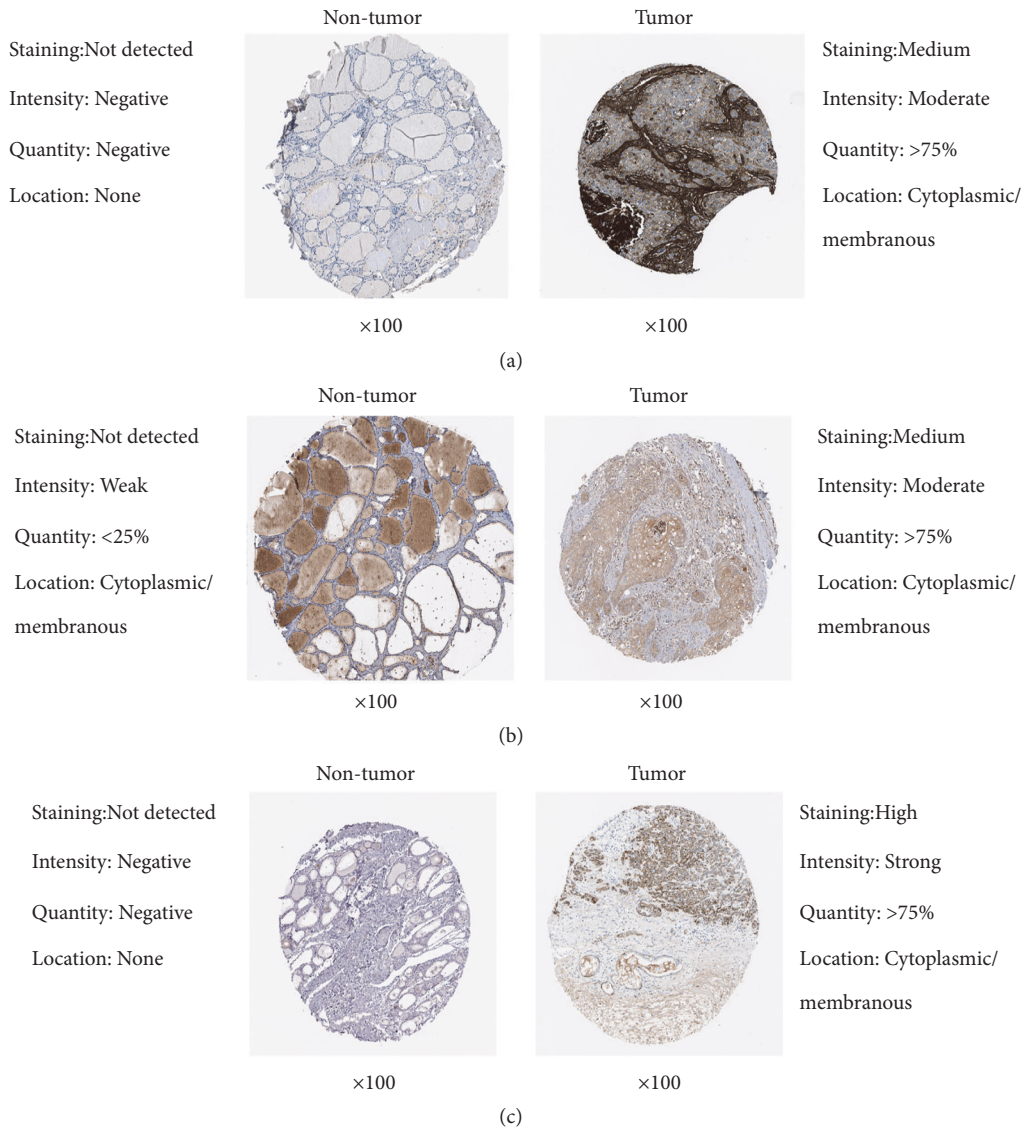 Non-tumor
Tumor
Staining:Not detected
Intensity: Negative
Quantity: Negative
Location: None
Staining:Medium
Intensity: Moderate
Quantity: >75%
Location: Cytoplasmic/
membranous
×100
×100
(a)
Non-tumor
Tumor
Staining:Not detected
Intensity: Weak
Quantity: <25%
Location: Cytoplasmic/
membranous
Staining:Medium
Intensity: Moderate
Quantity: >75%
Location: Cytoplasmic/
membranous
×100
×100
(b)
Non-tumor
Tumor
Staining:Not detected
Intensity: Negative
Quantity: Negative
Location: None
Staining:High
Intensity: Strong
Quantity: >75%
Location: Cytoplasmic/
membranous
×100
×100
(c)